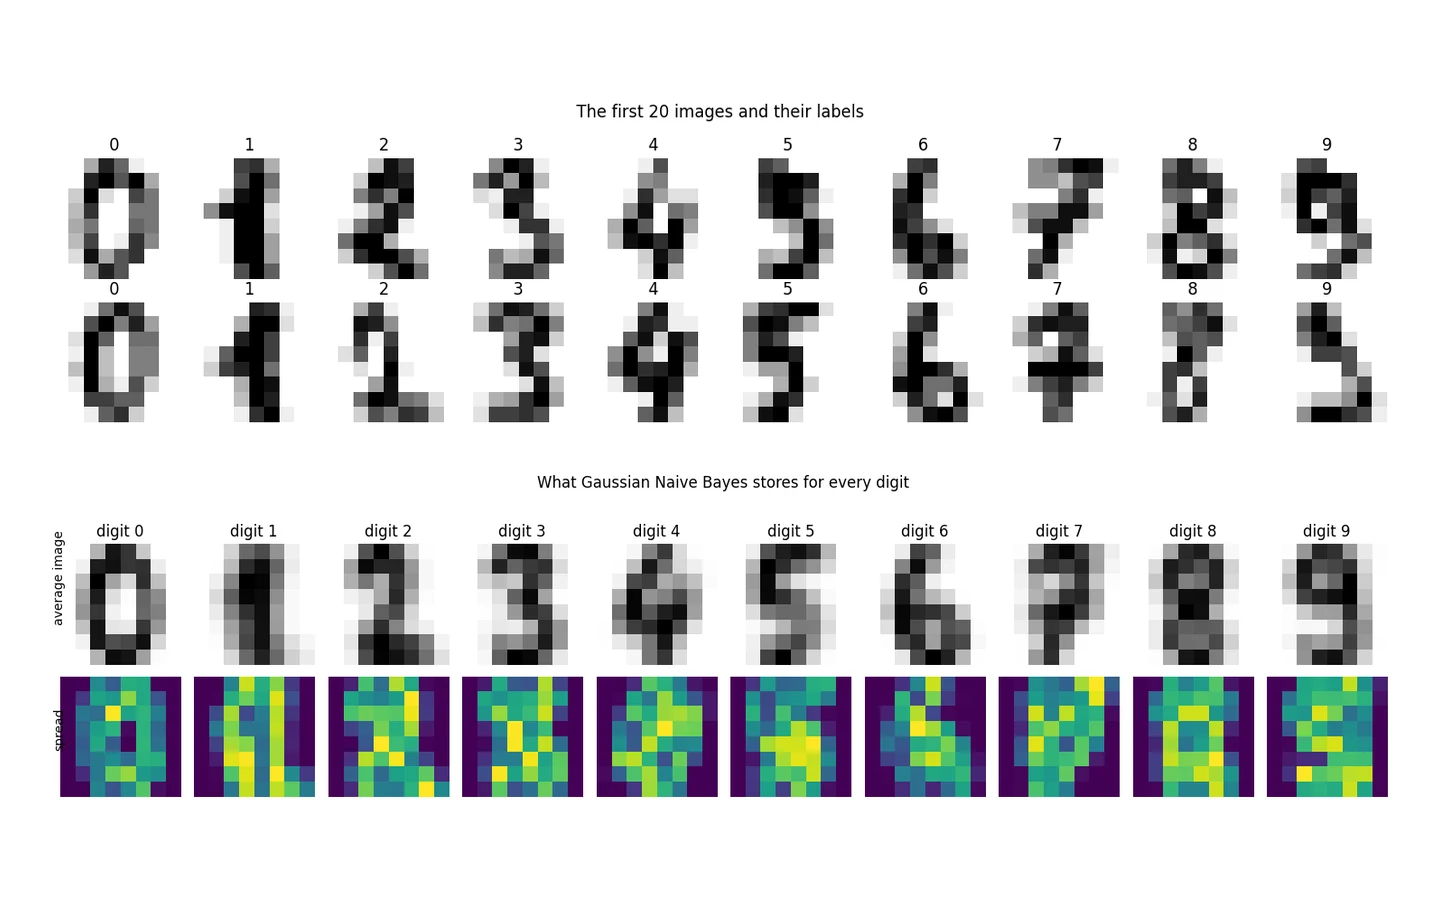 The first 20 images and their labels
0 1 2 3 4 5 6 7 8 9
0 1 2 3 4 5 6 7 8 9
What Gaussian Naive Bayes stores for every digit
digit 0 digit 1 digit 2 digit 3 digit 4 digit 5 digit 6 digit 7 digit 8 digit 9
average image
spread